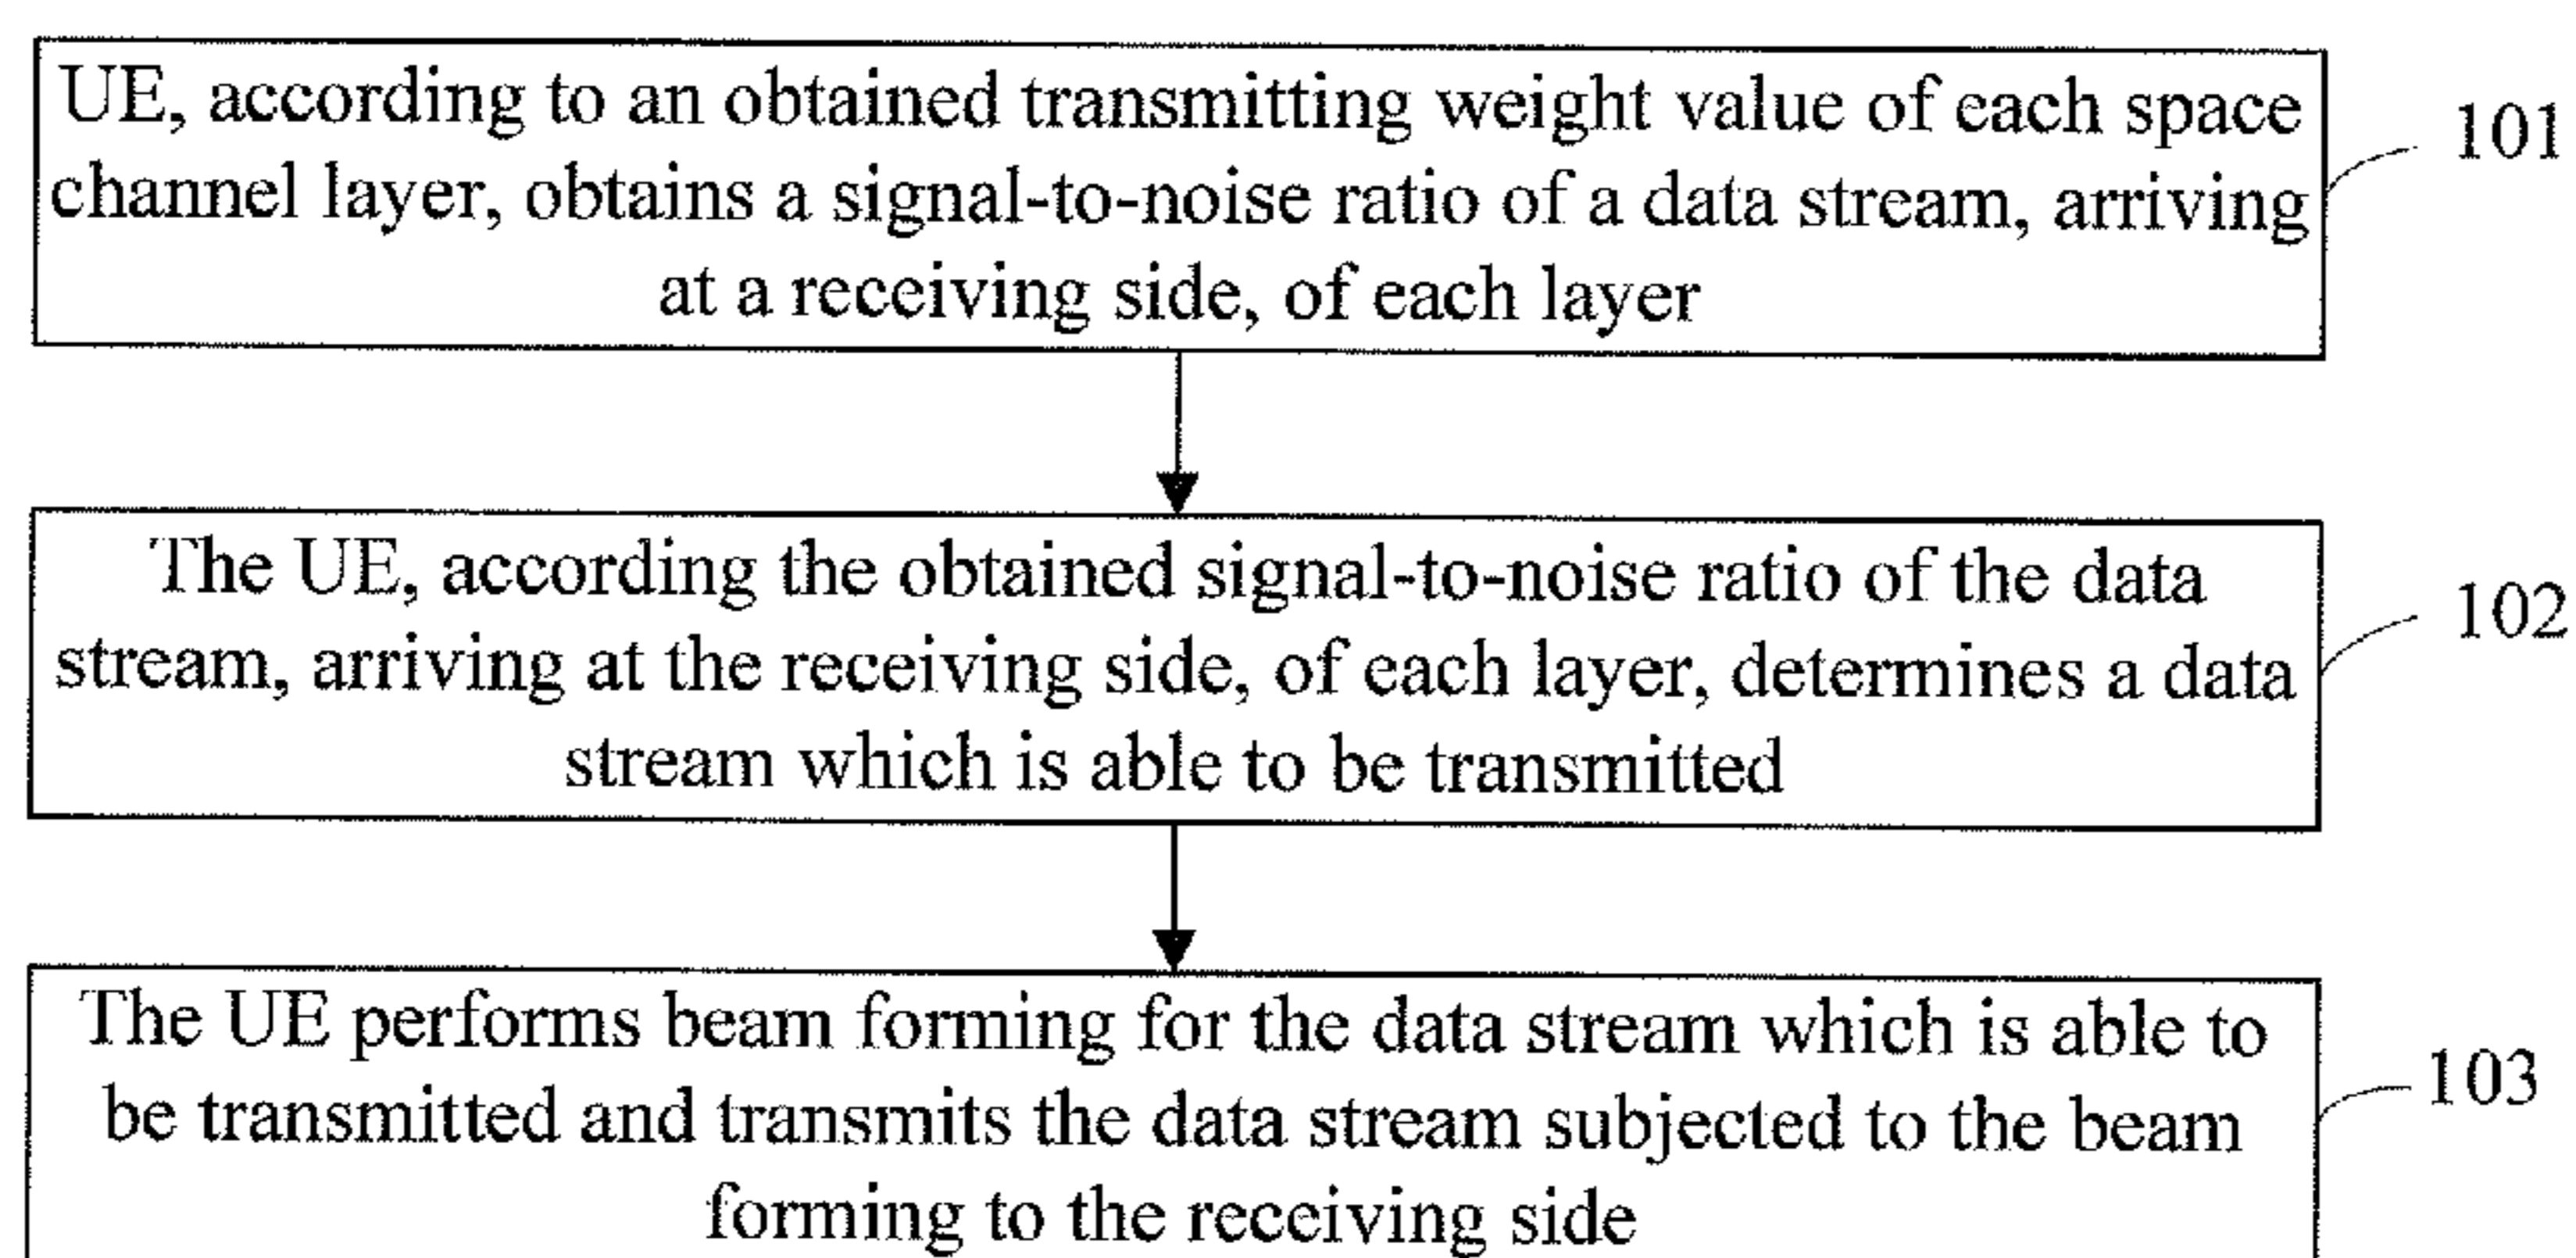 UE, according to an obtained transmitting weight value of each space
channel layer, obtains a signal-to-noise ratio of a data stream, arriving
at a receiving side, of each layer
101
The UE, according the obtained signal-to-noise ratio of the data
stream, arriving at the receiving side, of each layer, determines a data
stream which is able to be transmitted
102
The UE performs beam forming for the data stream which is able to
be transmitted and transmits the data stream subjected to the beam
forming to the receiving side
103